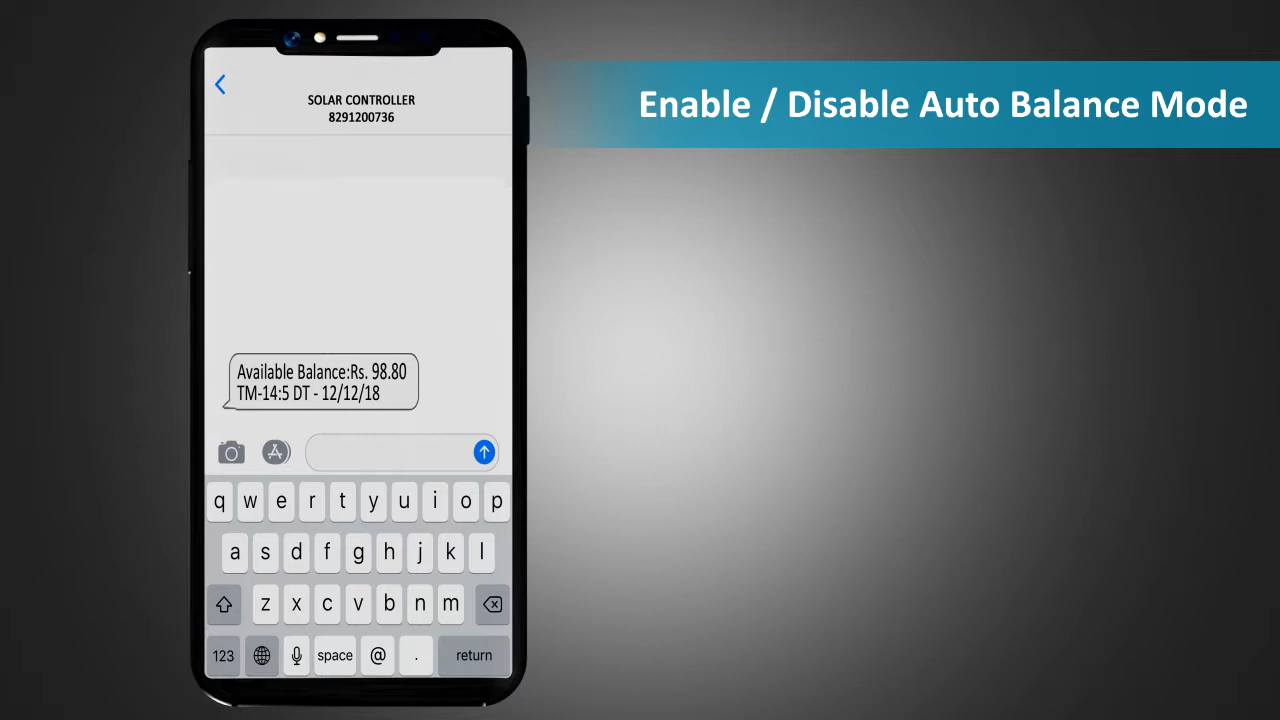 Enable / Disable Auto Balance Mode
SOLAR CONTROLLER
8291200736
Available Balance:Rs. 98.80
TM-14:5 DT - 12/12/18
q w e r t y u i o p
a s d f g h j k l
z x c v b n m
123 space @ . return